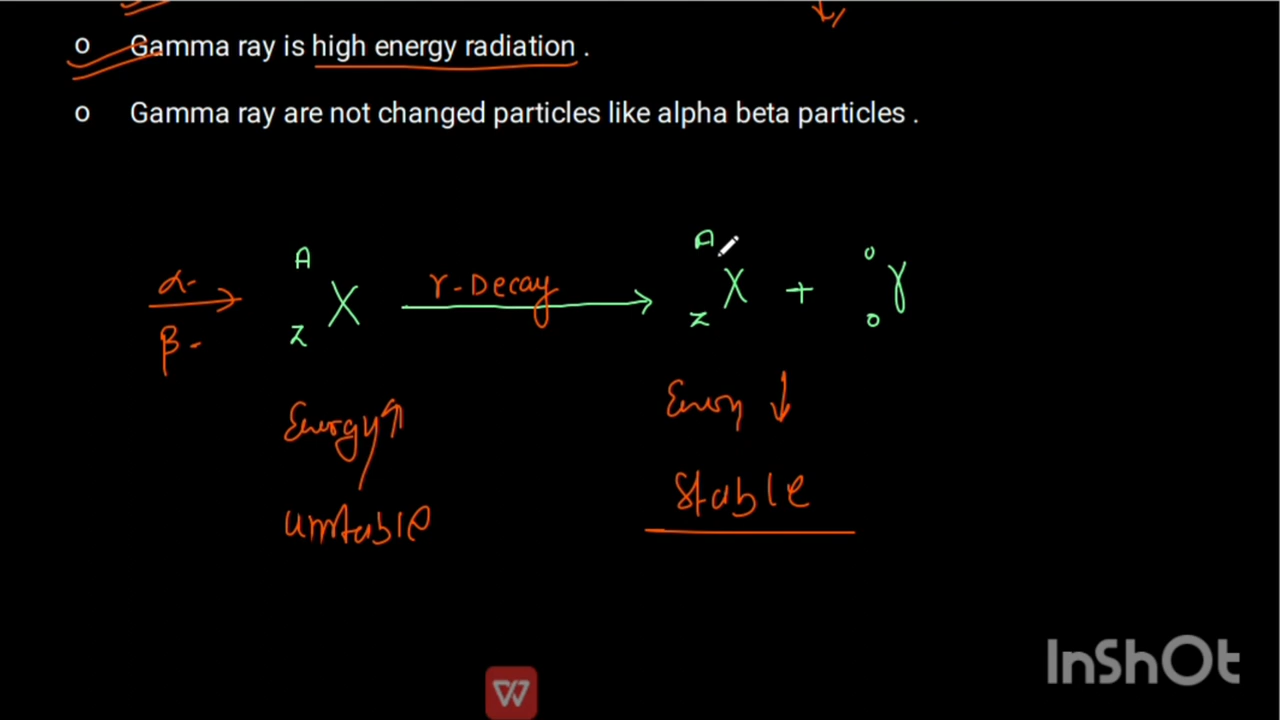 o Gamma ray is high energy radiation .
o Gamma ray are not changed particles like alpha beta particles .
α-
β-
A
Z X
γ-Decay
A
Z X + 0
0 γ
Energy↑
unstable
Energy ↓
Stable
InShOt
W